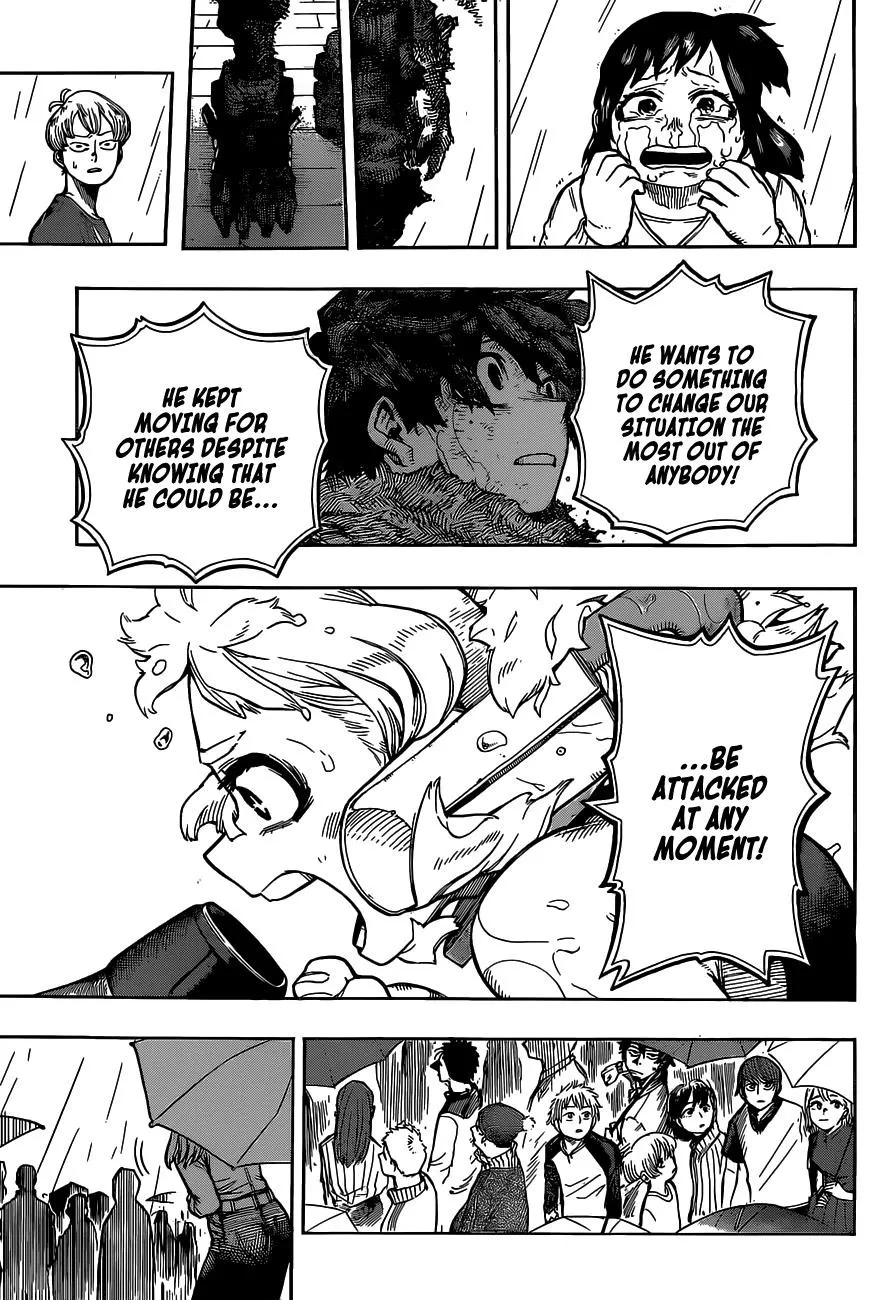 HE WANTS TO
DO SOMETHING
TO CHANGE OUR
SITUATION THE
MOST OUT OF
ANYBODY!
HE KEPT
MOVING FOR
OTHERS DESPITE
KNOWING THAT
HE COULD BE...
...BE
ATTACKED
AT ANY
MOMENT!